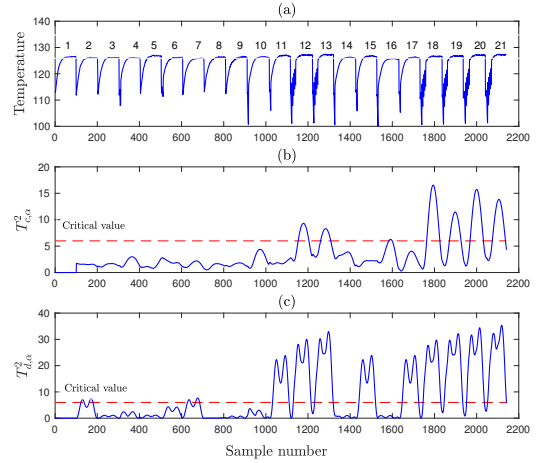 (a)
140
130
120
110
100
Temperature
1 2 3 4 5 6 7 8 9 10 11 12 13 14 15 16 17 18 19 20 21
0 200 400 600 800 1000 1200 1400 1600 1800 2000 2200
(b)
20
15
10
5
0
T²c,α
Critical value
0 200 400 600 800 1000 1200 1400 1600 1800 2000 2200
(c)
40
30
20
10
0
T²d,α
Critical value
0 200 400 600 800 1000 1200 1400 1600 1800 2000 2200
Sample number